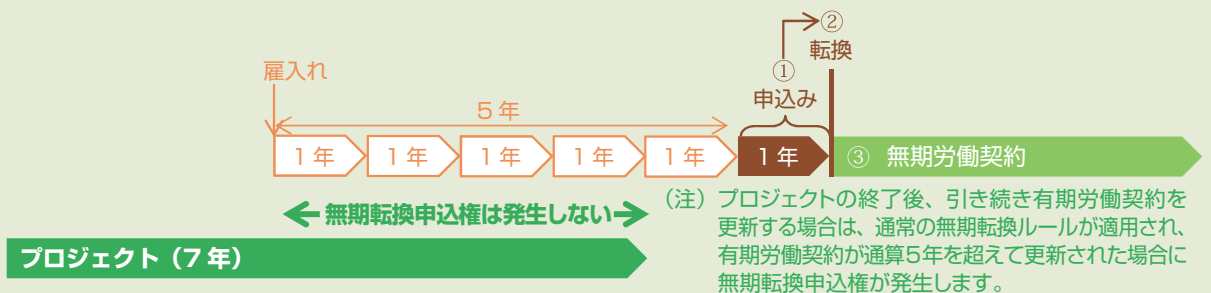 ②
転換
雇入れ
①
申込み
5年
1年
1年
1年
1年
1年
1年
③ 無期労働契約
無期転換申込権は発生しない
プロジェクト（7年）
（注）プロジェクトの終了後、引き続き有期労働契約を
更新する場合は、通常の無期転換ルールが適用され、
有期労働契約が通算5年を超えて更新された場合に
無期転換申込権が発生します。